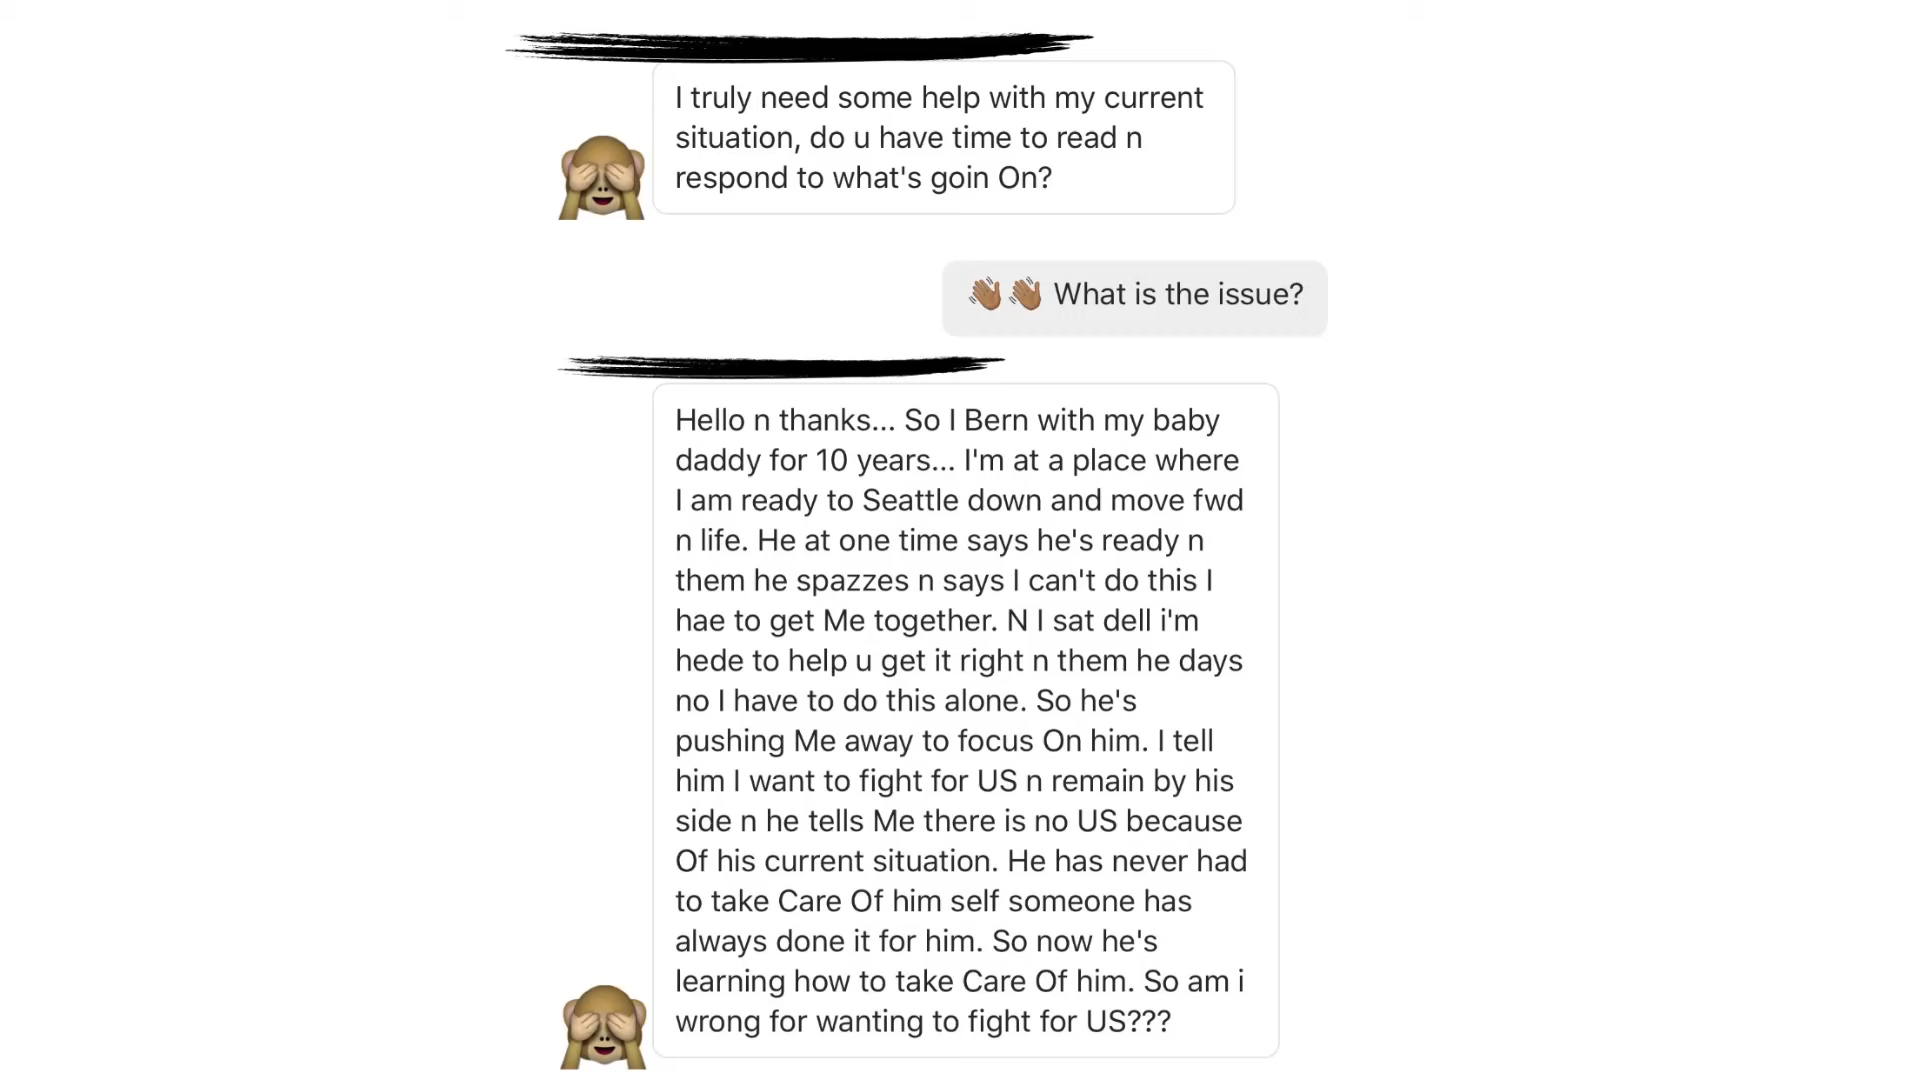 I truly need some help with my current
situation, do u have time to read n
respond to what's goin On?
👋🏾👋🏾 What is the issue?
Hello n thanks... So I Bern with my baby
daddy for 10 years... I'm at a place where
I am ready to Seattle down and move fwd
n life. He at one time says he's ready n
them he spazzes n says I can't do this I
hae to get Me together. N I sat dell i'm
hede to help u get it right n them he days
no I have to do this alone. So he's
pushing Me away to focus On him. I tell
him I want to fight for US n remain by his
side n he tells Me there is no US because
Of his current situation. He has never had
to take Care Of him self someone has
always done it for him. So now he's
learning how to take Care Of him. So am i
wrong for wanting to fight for US???